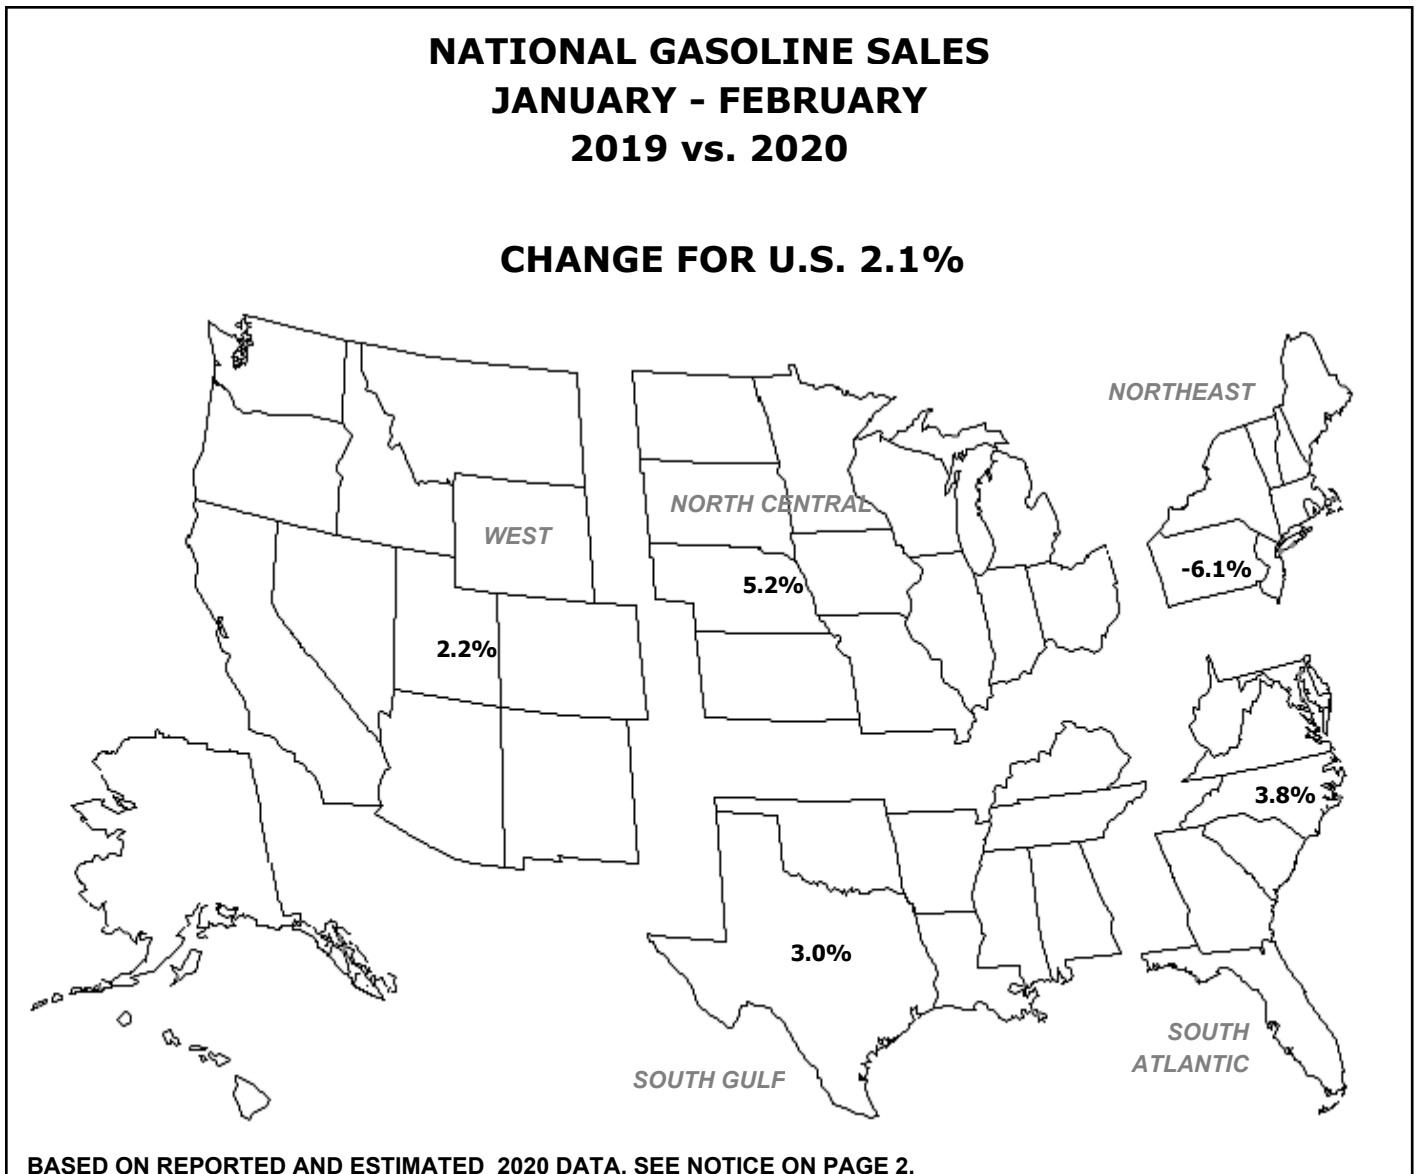 NATIONAL GASOLINE SALES
JANUARY - FEBRUARY
2019 vs. 2020
CHANGE FOR U.S. 2.1%
NORTHEAST
NORTH CENTRAL
WEST
-6.1%
5.2%
2.2%
3.8%
3.0%
SOUTH
ATLANTIC
SOUTH GULF
BASED ON REPORTED AND ESTIMATED  2020 DATA. SEE NOTICE ON PAGE 2.